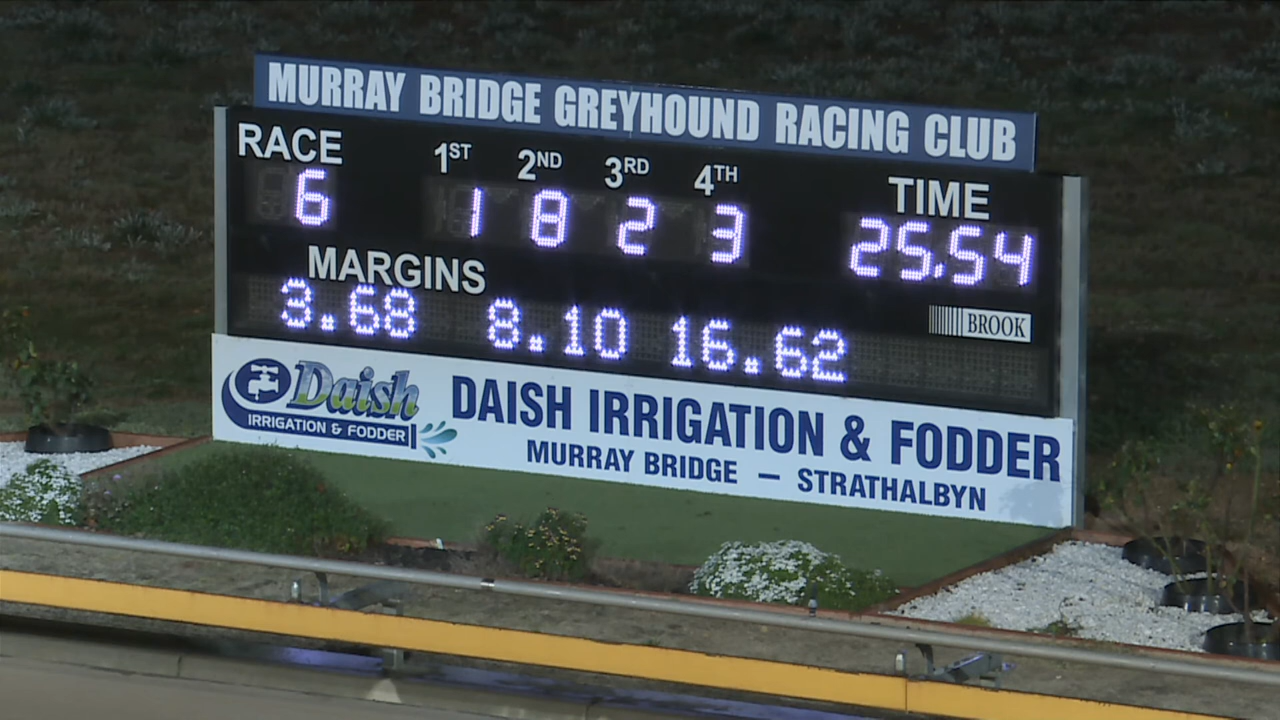 MURRAY BRIDGE GREYHOUND RACING CLUB
RACE 1ST 2ND 3RD 4TH TIME
6 1 8 2 3 25.54
MARGINS
3.68 8.10 16.62
BROOK
Daish
IRRIGATION & FODDER
DAISH IRRIGATION & FODDER
MURRAY BRIDGE – STRATHALBYN